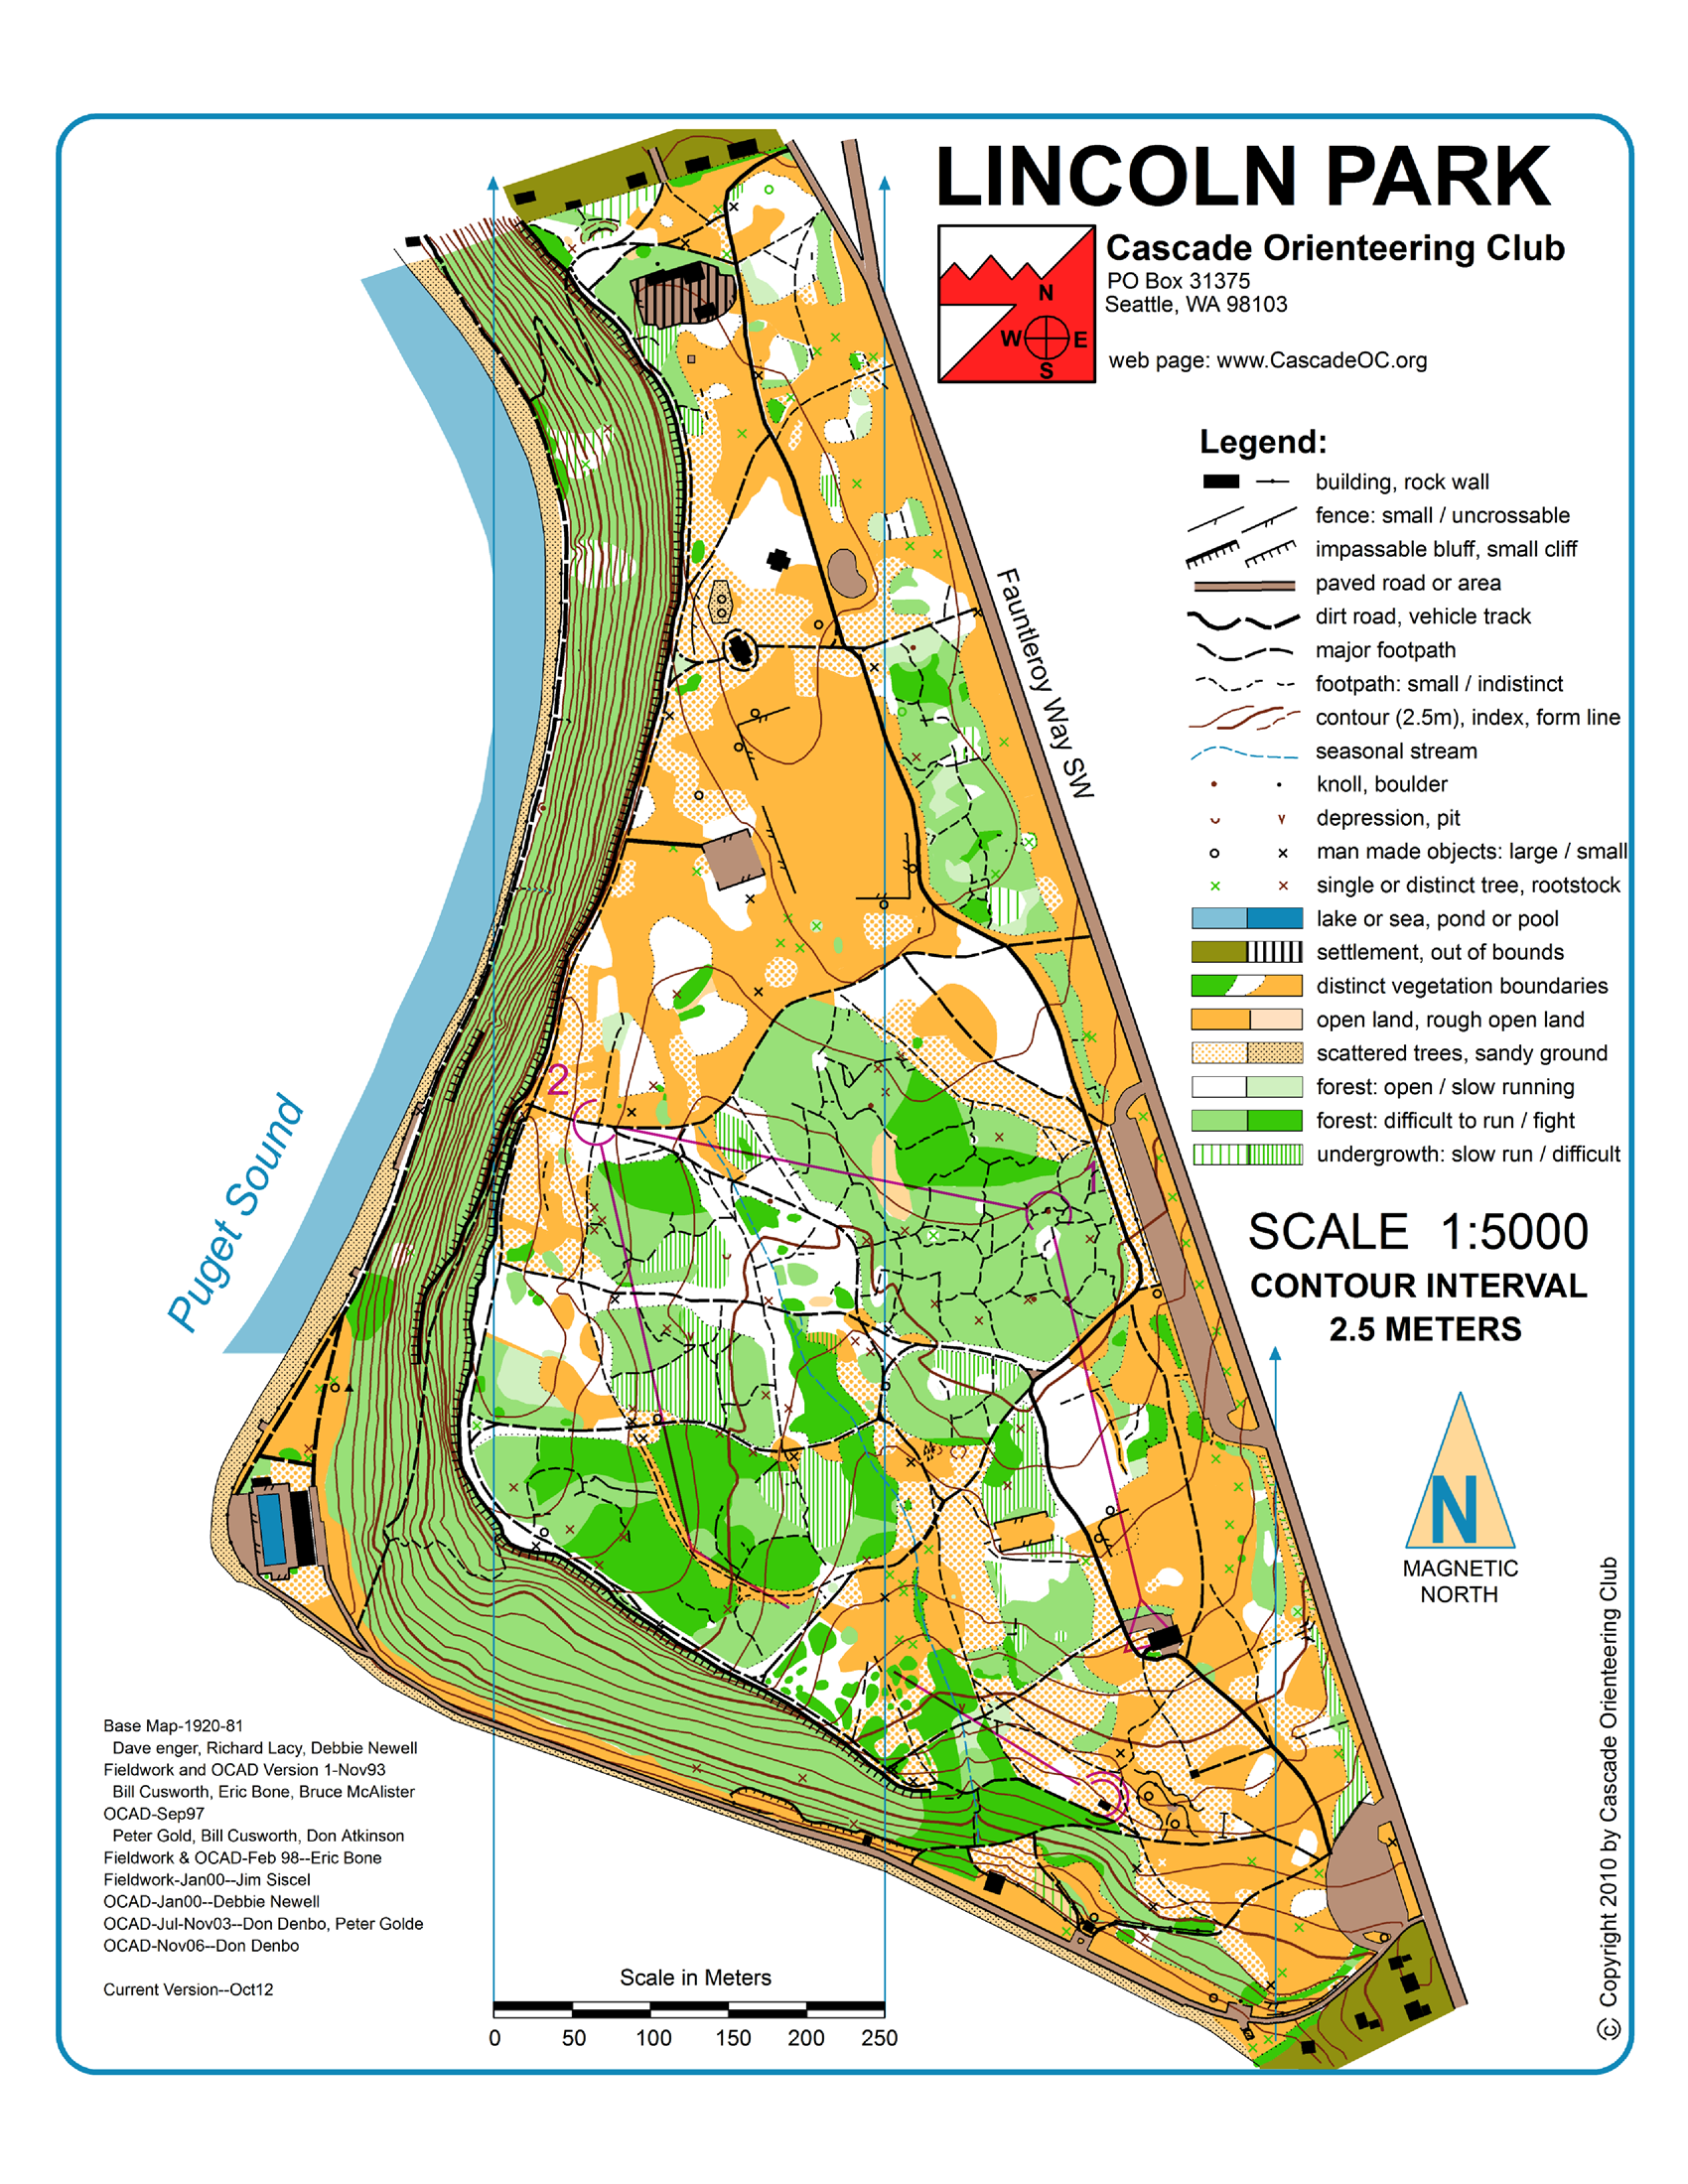 LINCOLN PARK
Cascade Orienteering Club
PO Box 31375
Seattle, WA 98103
N
W E
S
web page: www.CascadeOC.org
Legend:
building, rock wall
fence: small / uncrossable
impassable bluff, small cliff
paved road or area
dirt road, vehicle track
major footpath
footpath: small / indistinct
contour (2.5m), index, form line
seasonal stream
knoll, boulder
depression, pit
man made objects: large / small
single or distinct tree, rootstock
lake or sea, pond or pool
settlement, out of bounds
distinct vegetation boundaries
open land, rough open land
scattered trees, sandy ground
forest: open / slow running
forest: difficult to run / fight
undergrowth: slow run / difficult
Fauntleroy Way SW
2
1
Puget Sound
SCALE 1:5000
CONTOUR INTERVAL
2.5 METERS
N
MAGNETIC
NORTH
Base Map-1920-81
Dave enger, Richard Lacy, Debbie Newell
Fieldwork and OCAD Version 1-Nov93
Bill Cusworth, Eric Bone, Bruce McAlister
OCAD-Sep97
Peter Gold, Bill Cusworth, Don Atkinson
Fieldwork & OCAD-Feb 98--Eric Bone
Fieldwork-Jan00--Jim Siscel
OCAD-Jan00--Debbie Newell
OCAD-Jul-Nov03--Don Denbo, Peter Golde
OCAD-Nov06--Don Denbo
Current Version--Oct12
Scale in Meters
0 50 100 150 200 250
© Copyright 2010 by Cascade Orienteering Club